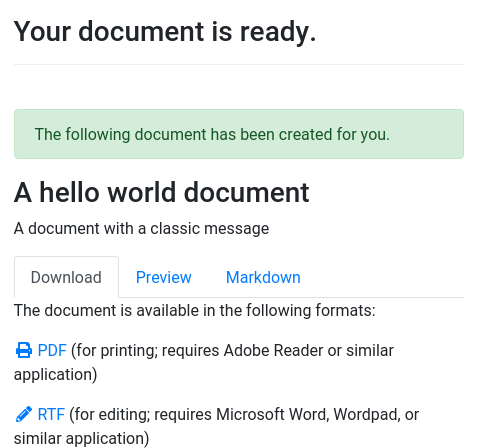 Your document is ready.
The following document has been created for you.
A hello world document
A document with a classic message
Download Preview Markdown
The document is available in the following formats:
PDF (for printing; requires Adobe Reader or similar
application)
RTF (for editing; requires Microsoft Word, Wordpad, or
similar application)